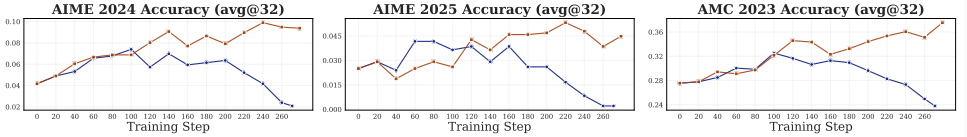 AIME 2024 Accuracy (avg@32)
0.10
0.08
0.06
0.04
0.02
0 20 40 60 80 100 120 140 160 180 200 220 240 260
Training Step
AIME 2025 Accuracy (avg@32)
0.045
0.030
0.015
0.000
0 20 40 60 80 100 120 140 160 180 200 220 240 260
Training Step
AMC 2023 Accuracy (avg@32)
0.36
0.32
0.28
0.24
0 20 40 60 80 100 120 140 160 180 200 220 240 260
Training Step